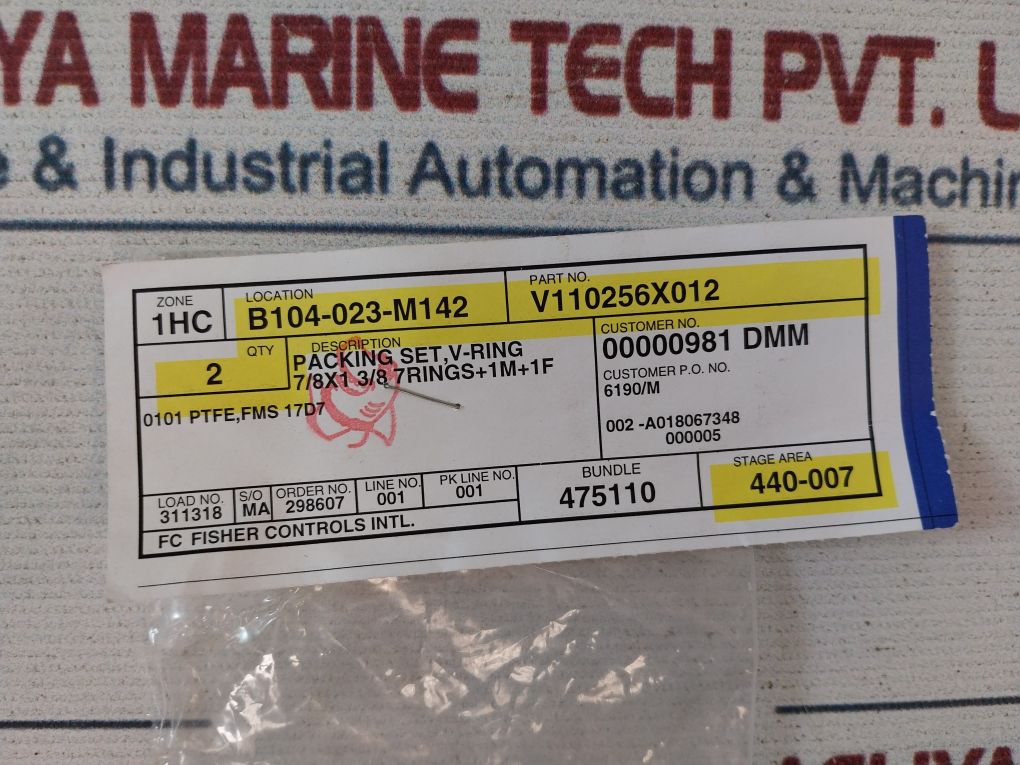 YA MARINE TECH PVT. L
e & Industrial Automation & Machin
ZONE
1HC
LOCATION
B104-023-M142
PART NO.
V110256X012
QTY
2
DESCRIPTION
PACKING SET,V-RING
7/8X1 3/8 7RINGS+1M+1F
0101 PTFE,FMS 17D7
CUSTOMER NO.
00000981 DMM
CUSTOMER P.O. NO.
6190/M
002 -A018067348
000005
LOAD NO.
311318
S/O
MA
ORDER NO.
298607
LINE NO.
001
PK LINE NO.
001
BUNDLE
475110
STAGE AREA
440-007
FC FISHER CONTROLS INTL.